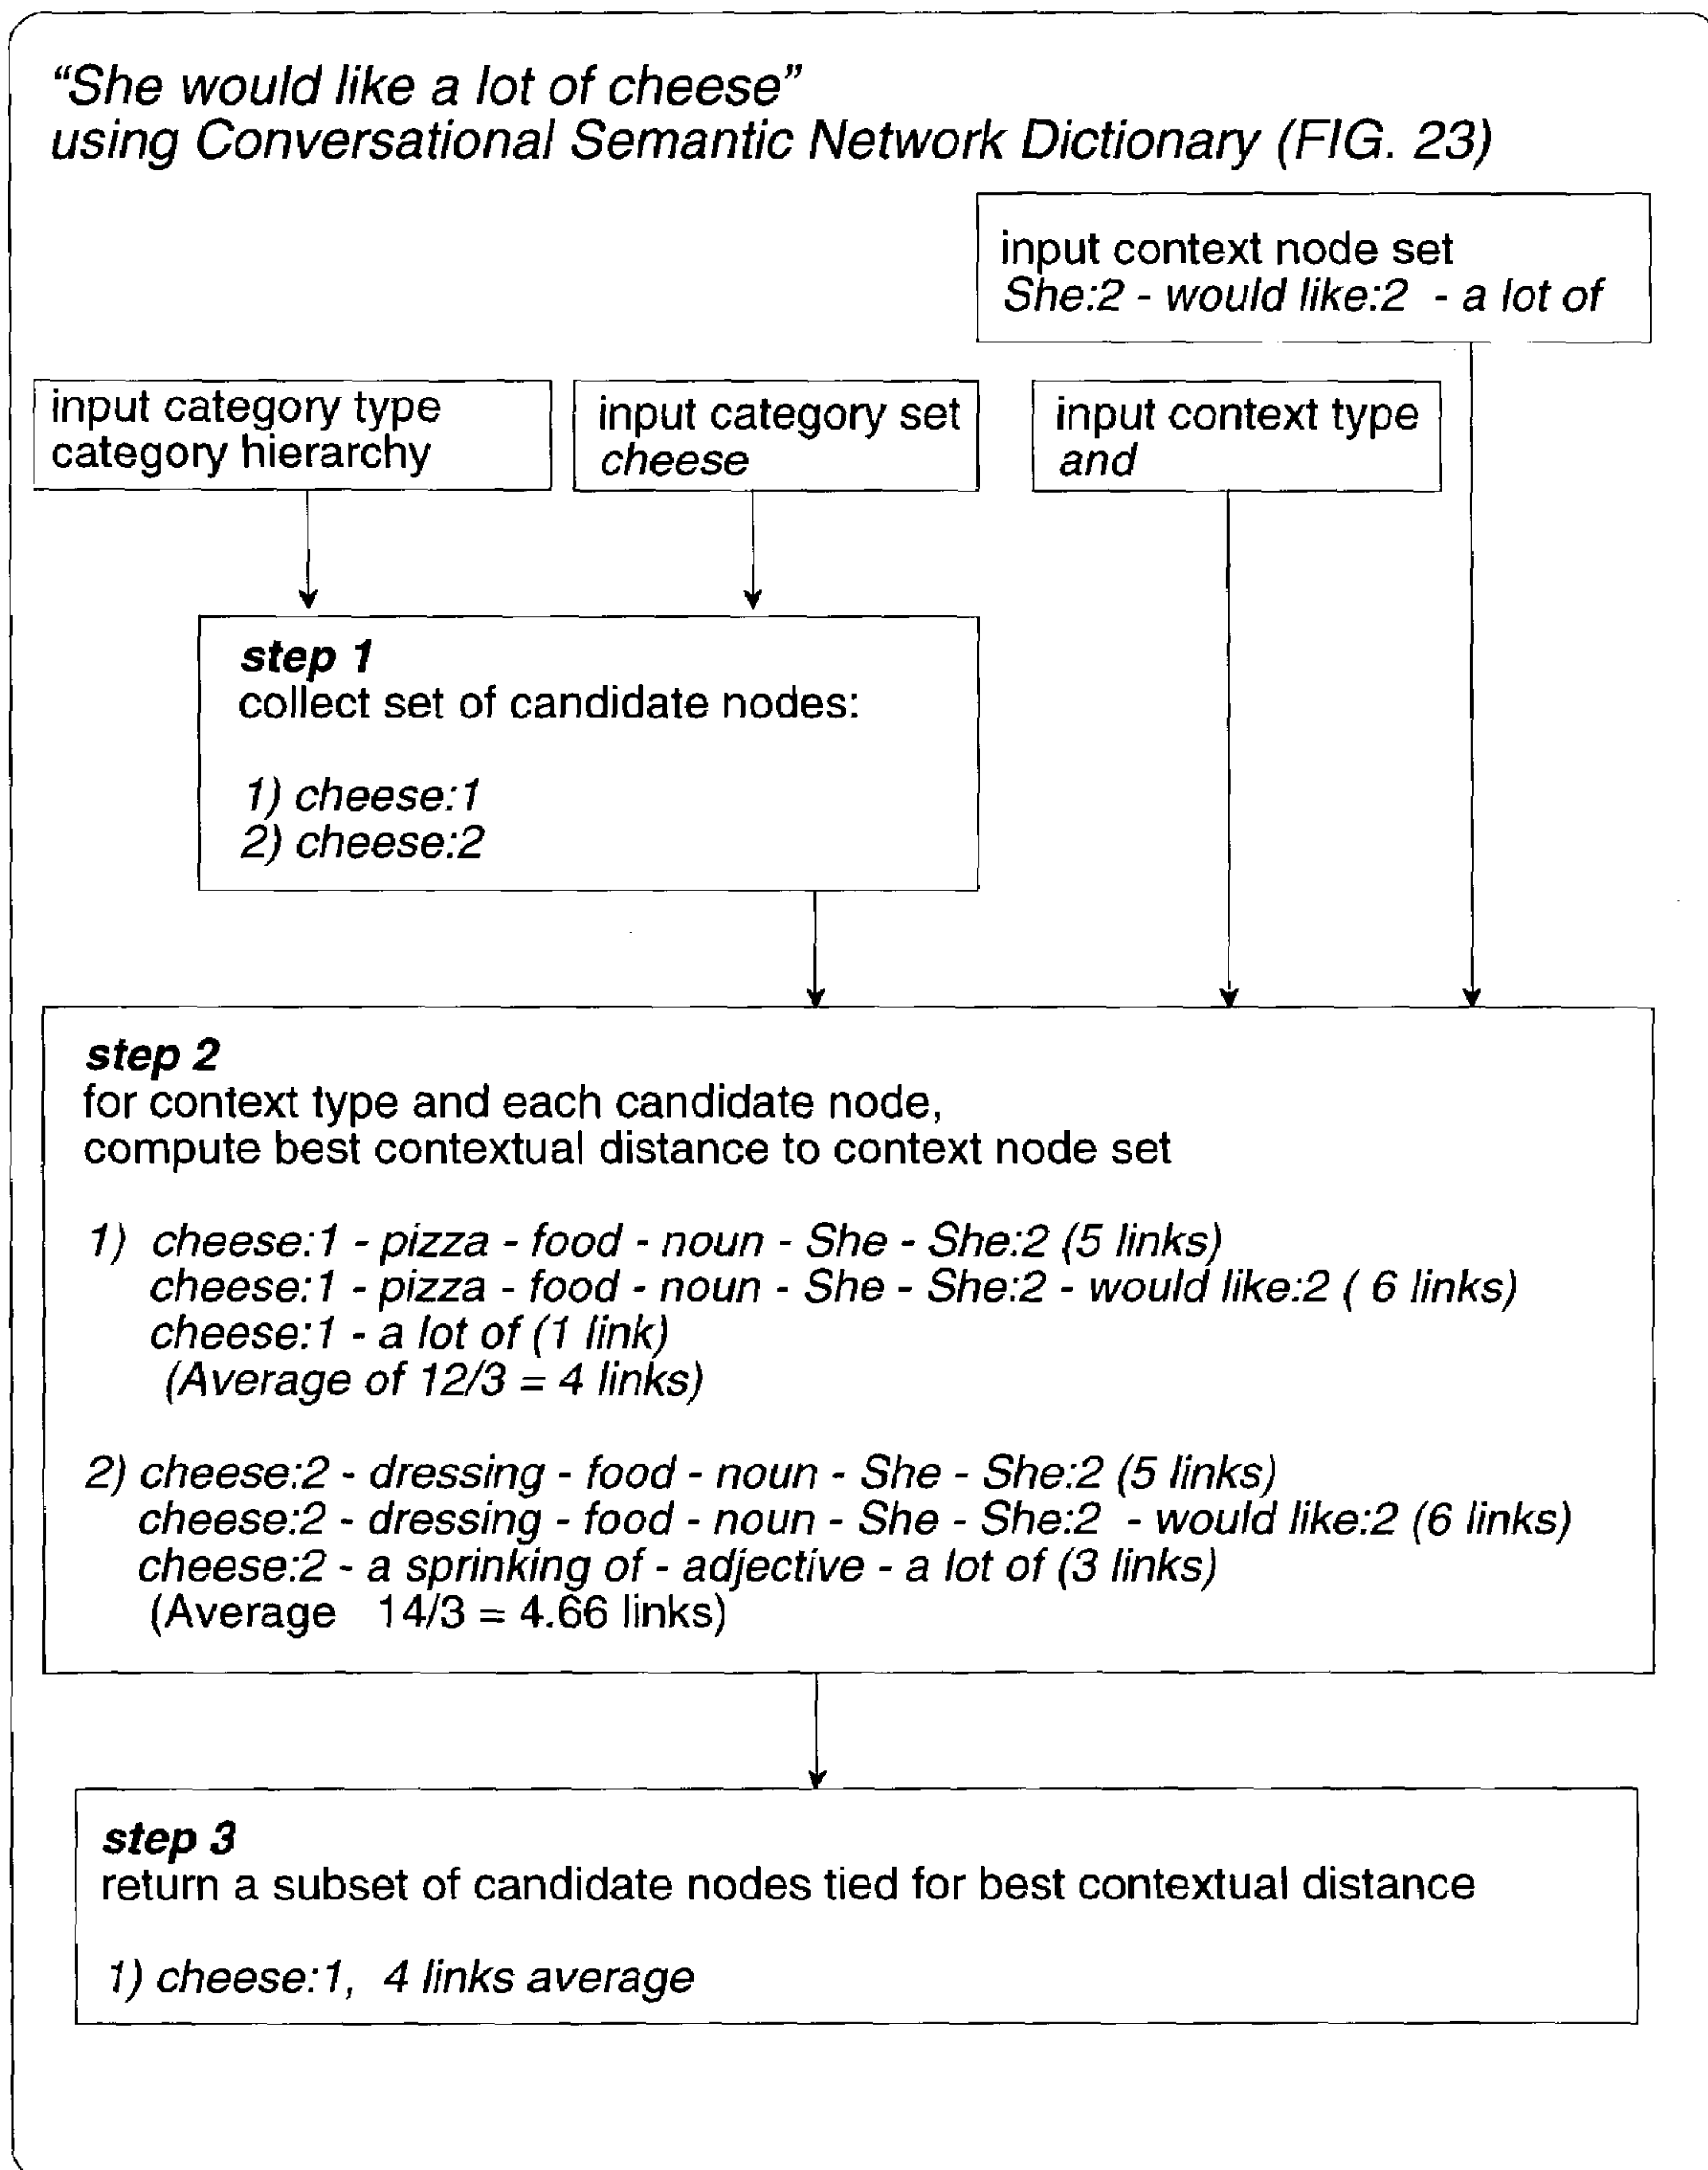 “She would like a lot of cheese”
using Conversational Semantic Network Dictionary (FIG. 23)
input context node set
She:2 - would like:2 - a lot of
input category type
category hierarchy
input category set
cheese
input context type
and
step 1
collect set of candidate nodes:
1) cheese:1
2) cheese:2
step 2
for context type and each candidate node,
compute best contextual distance to context node set
1) cheese:1 - pizza - food - noun - She - She:2 (5 links)
cheese:1 - pizza - food - noun - She - She:2 - would like:2 ( 6 links)
cheese:1 - a lot of (1 link)
(Average of 12/3 = 4 links)
2) cheese:2 - dressing - food - noun - She - She:2 (5 links)
cheese:2 - dressing - food - noun - She - She:2 - would like:2 (6 links)
cheese:2 - a sprinking of - adjective - a lot of (3 links)
(Average 14/3 = 4.66 links)
step 3
return a subset of candidate nodes tied for best contextual distance
1) cheese:1, 4 links average